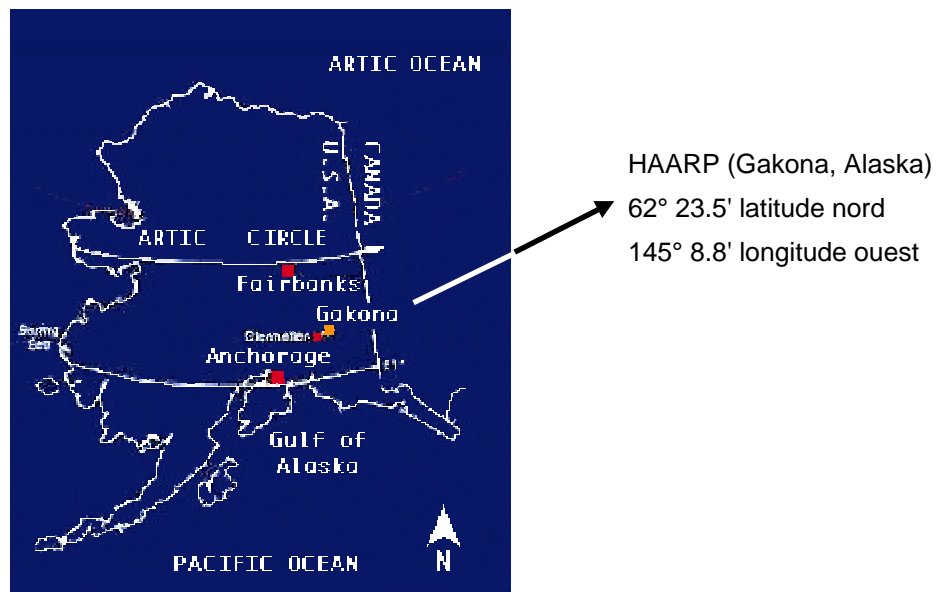 ARTIC OCEAN
CANADA
U.S.A.
ARTIC CIRCLE
Fairbanks
Gakona
Anchorage
Gulf of
Alaska
PACIFIC OCEAN
N
HAARP (Gakona, Alaska)
62° 23.5' latitude nord
145° 8.8' longitude ouest